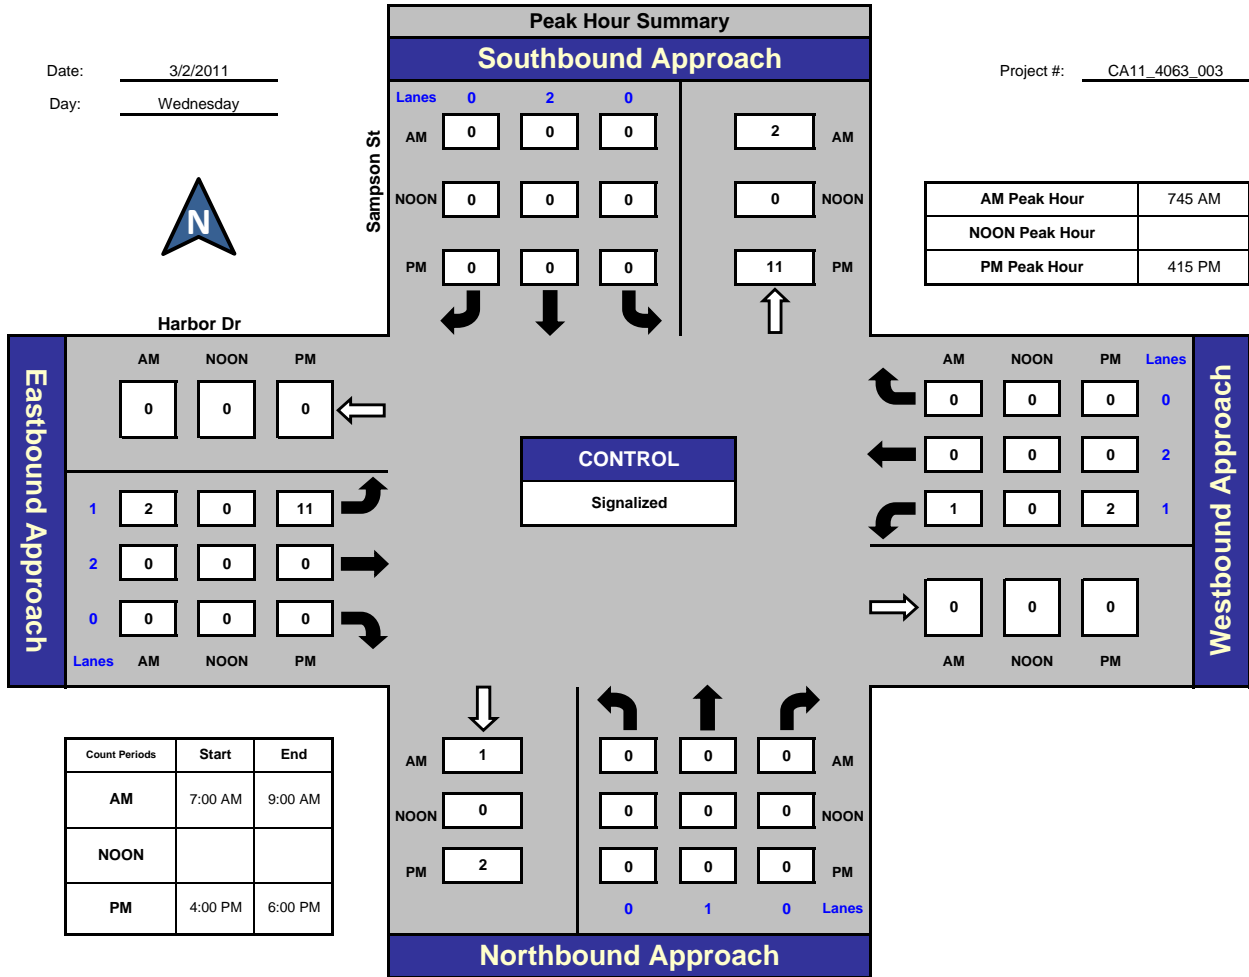 Peak Hour Summary
Southbound Approach
Date: 3/2/2011
Project #: CA11_4063_003
Day: Wednesday
Lanes 0 2 0
AM 0 0 0 2 AM
Sampson St
N
NOON 0 0 0 0 NOON
PM 0 0 0 11 PM
AM Peak Hour 745 AM
NOON Peak Hour
PM Peak Hour 415 PM
Harbor Dr
Eastbound Approach
AM NOON PM
0 0 0
1 2 0 11
2 0 0 0
0 0 0 0
Lanes AM NOON PM
CONTROL
Signalized
AM NOON PM Lanes
0 0 0 0
0 0 0 2
1 0 2 1
0 0 0
AM NOON PM
Westbound Approach
Count Periods Start End
AM 7:00 AM 9:00 AM
NOON
PM 4:00 PM 6:00 PM
AM 1 0 0 0 AM
NOON 0 0 0 0 NOON
PM 2 0 0 0 PM
0 1 0 Lanes
Northbound Approach